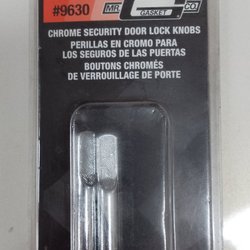 #9630
MR.
GASKET
CO.
CHROME SECURITY DOOR LOCK KNOBS
PERILLAS EN CROMO PARA
LOS SEGUROS DE LAS PUERTAS
BOUTONS CHROMÉS
DE VERROUILLAGE DE PORTE